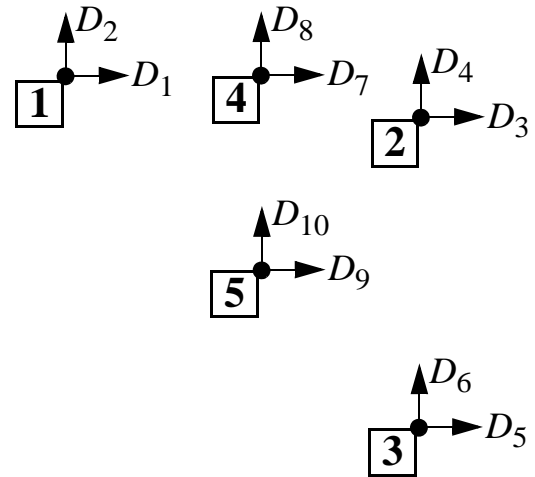 D₂ D₈
D₄
1 D₁ 4 D₇
2 D₃
D₁₀
5 D₉
D₆
3 D₅